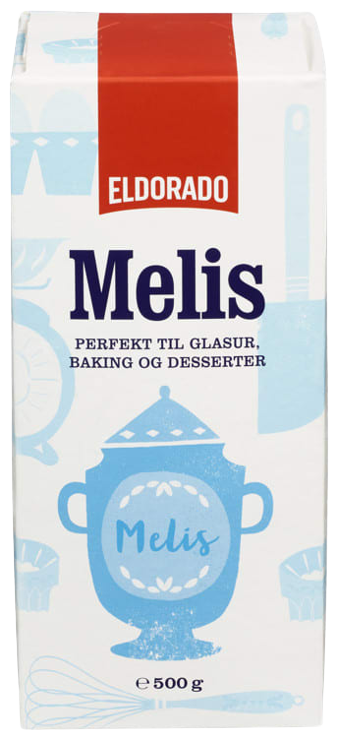 ELDORADO
Melis
PERFEKT TIL GLASUR,
BAKING OG DESSERTER
Melis
℮ 500 g